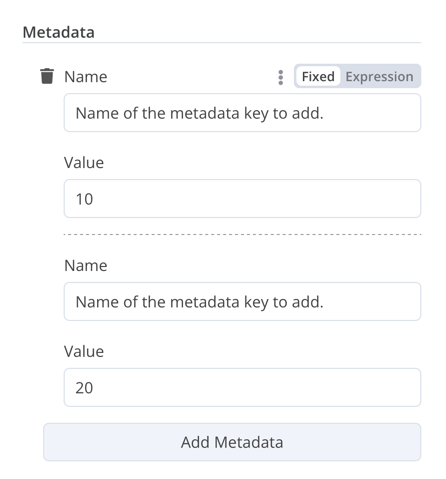 Metadata
Name
Fixed Expression
Name of the metadata key to add.
Value
10
Name
Name of the metadata key to add.
Value
20
Add Metadata